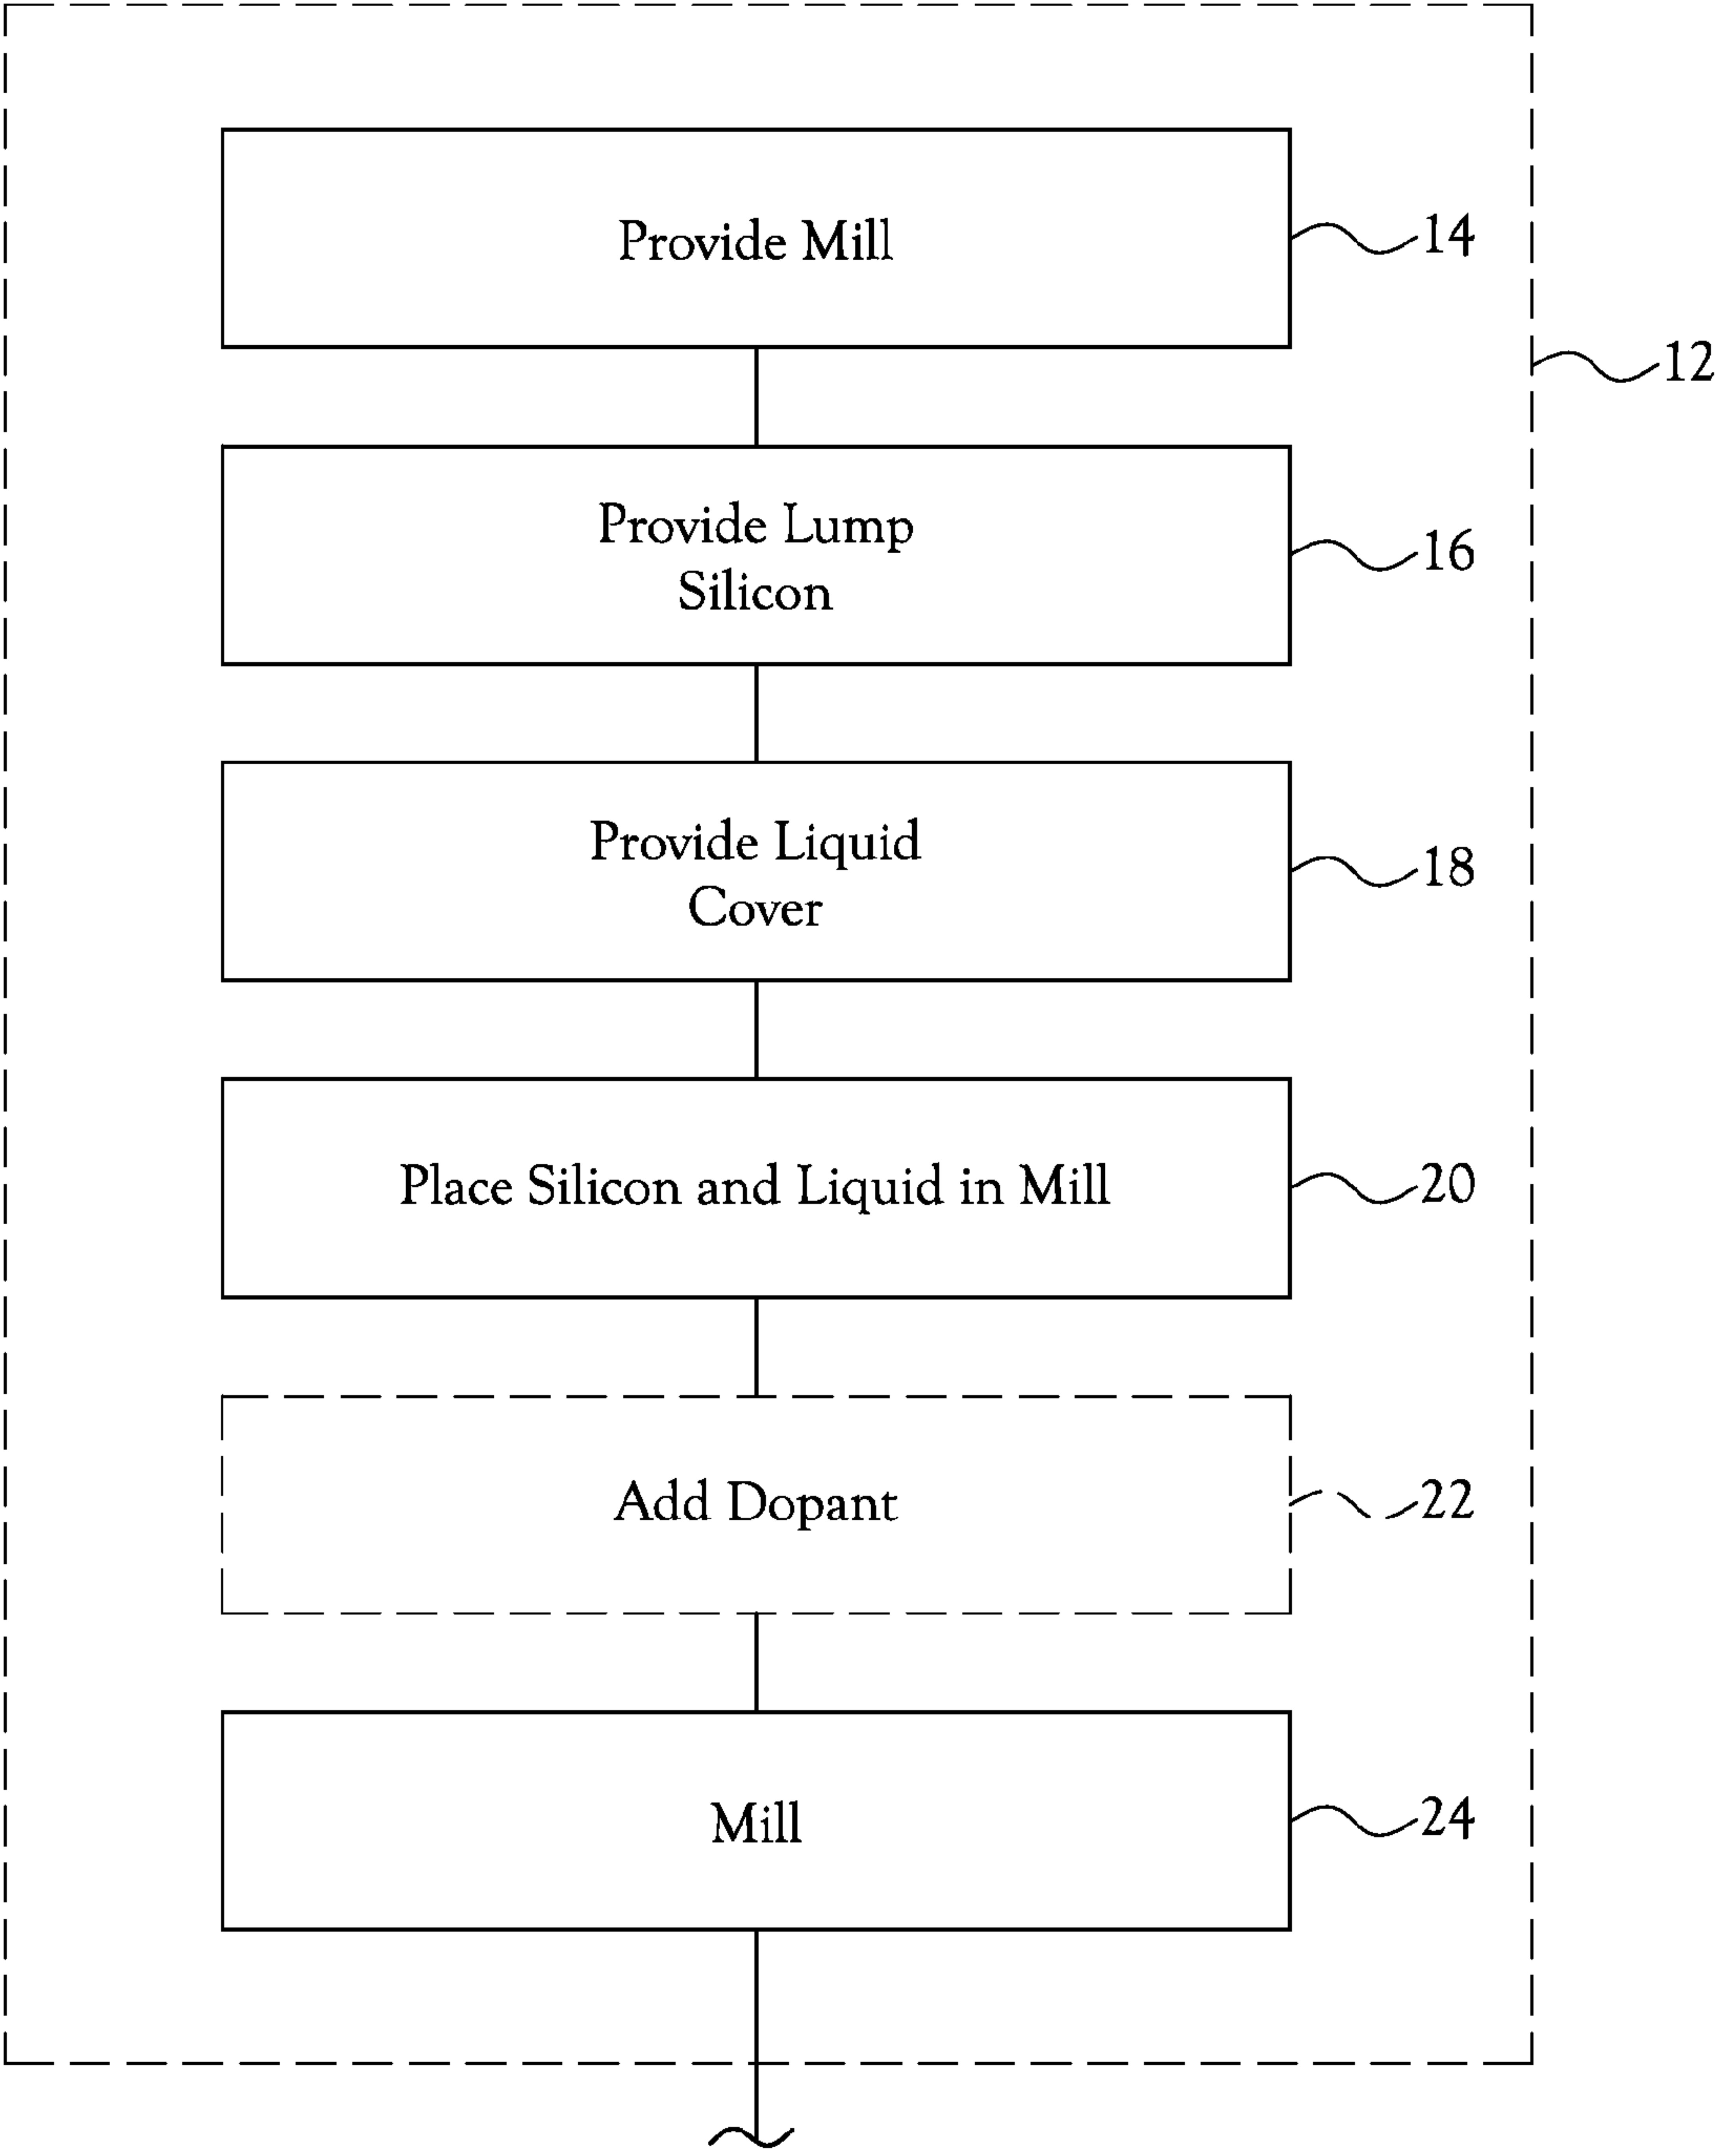 Provide Mill
14
12
Provide Lump
Silicon
16
Provide Liquid
Cover
18
Place Silicon and Liquid in Mill
20
Add Dopant
22
Mill
24